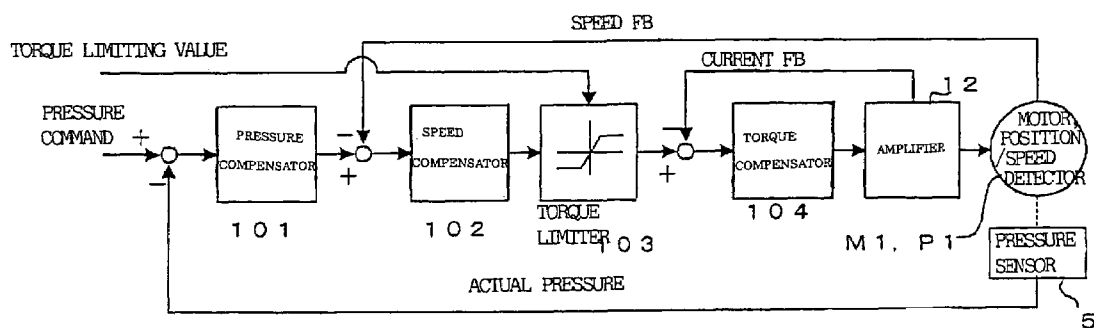 SPEED FB
TORQUE LIMITING VALUE
CURRENT FB
12
PRESSURE
COMMAND
+
−
PRESSURE
COMPENSATOR
101
−
+
SPEED
COMPENSATOR
102
TORQUE
LIMITER
103
−
+
TORQUE
COMPENSATOR
104
AMPLIFIER
MOTOR,
POSITION
/SPEED
DETECTOR
M1, P1
PRESSURE
SENSOR
5
ACTUAL PRESSURE